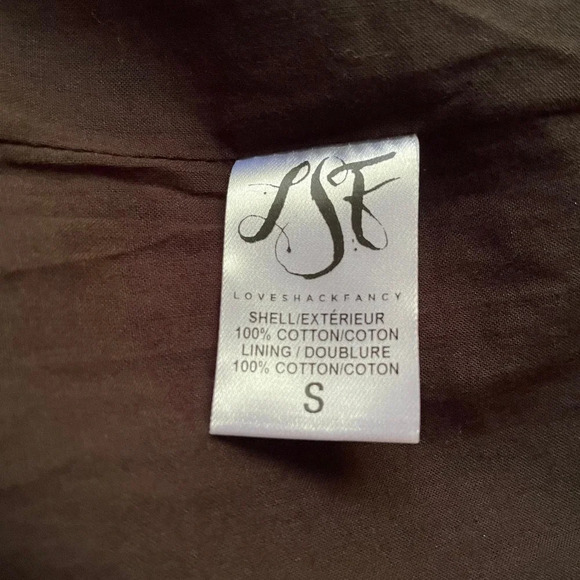 LSF
LOVESHACKFANCY
SHELL/EXTÉRIEUR
100% COTTON/COTON
LINING / DOUBLURE
100% COTTON/COTON
S